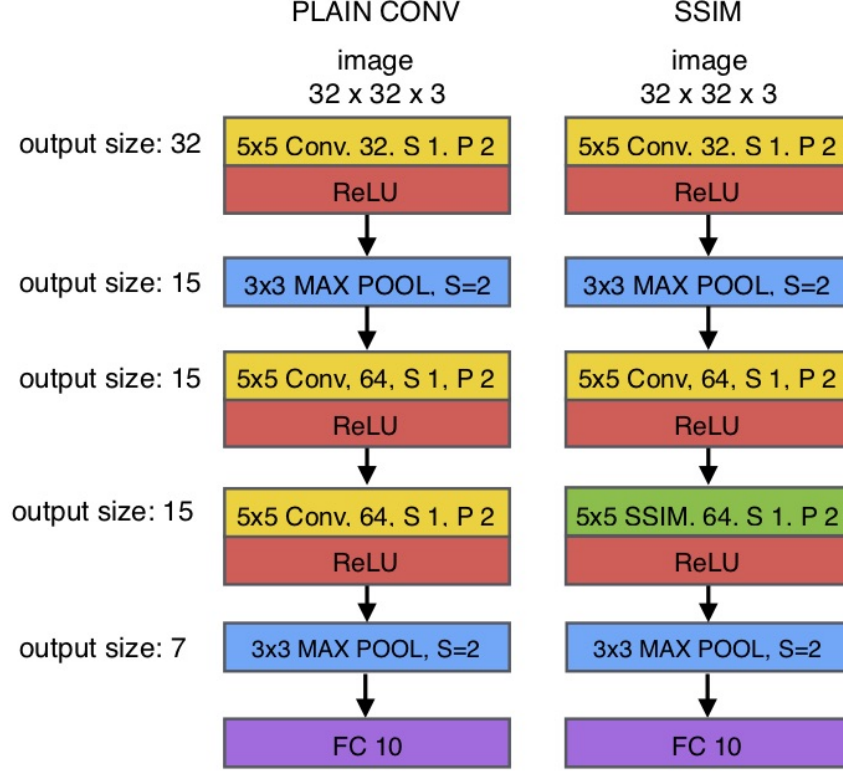 PLAIN CONV SSIM
image image
32 x 32 x 3 32 x 32 x 3
output size: 32 5x5 Conv. 32. S 1. P 2 5x5 Conv. 32. S 1. P 2
ReLU ReLU
output size: 15 3x3 MAX POOL, S=2 3x3 MAX POOL, S=2
output size: 15 5x5 Conv, 64, S 1, P 2 5x5 Conv, 64, S 1, P 2
ReLU ReLU
output size: 15 5x5 Conv, 64, S 1, P 2 5x5 SSIM. 64. S 1. P 2
ReLU ReLU
output size: 7 3x3 MAX POOL, S=2 3x3 MAX POOL, S=2
FC 10 FC 10